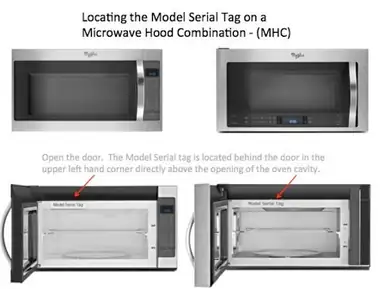 Locating the Model Serial Tag on a
Microwave Hood Combination - (MHC)
Whirlpool
Whirlpool
Open the door. The Model Serial tag is located behind the door in the
upper left hand corner directly above the opening of the oven cavity.
Model Serial Tag
Model Serial Tag